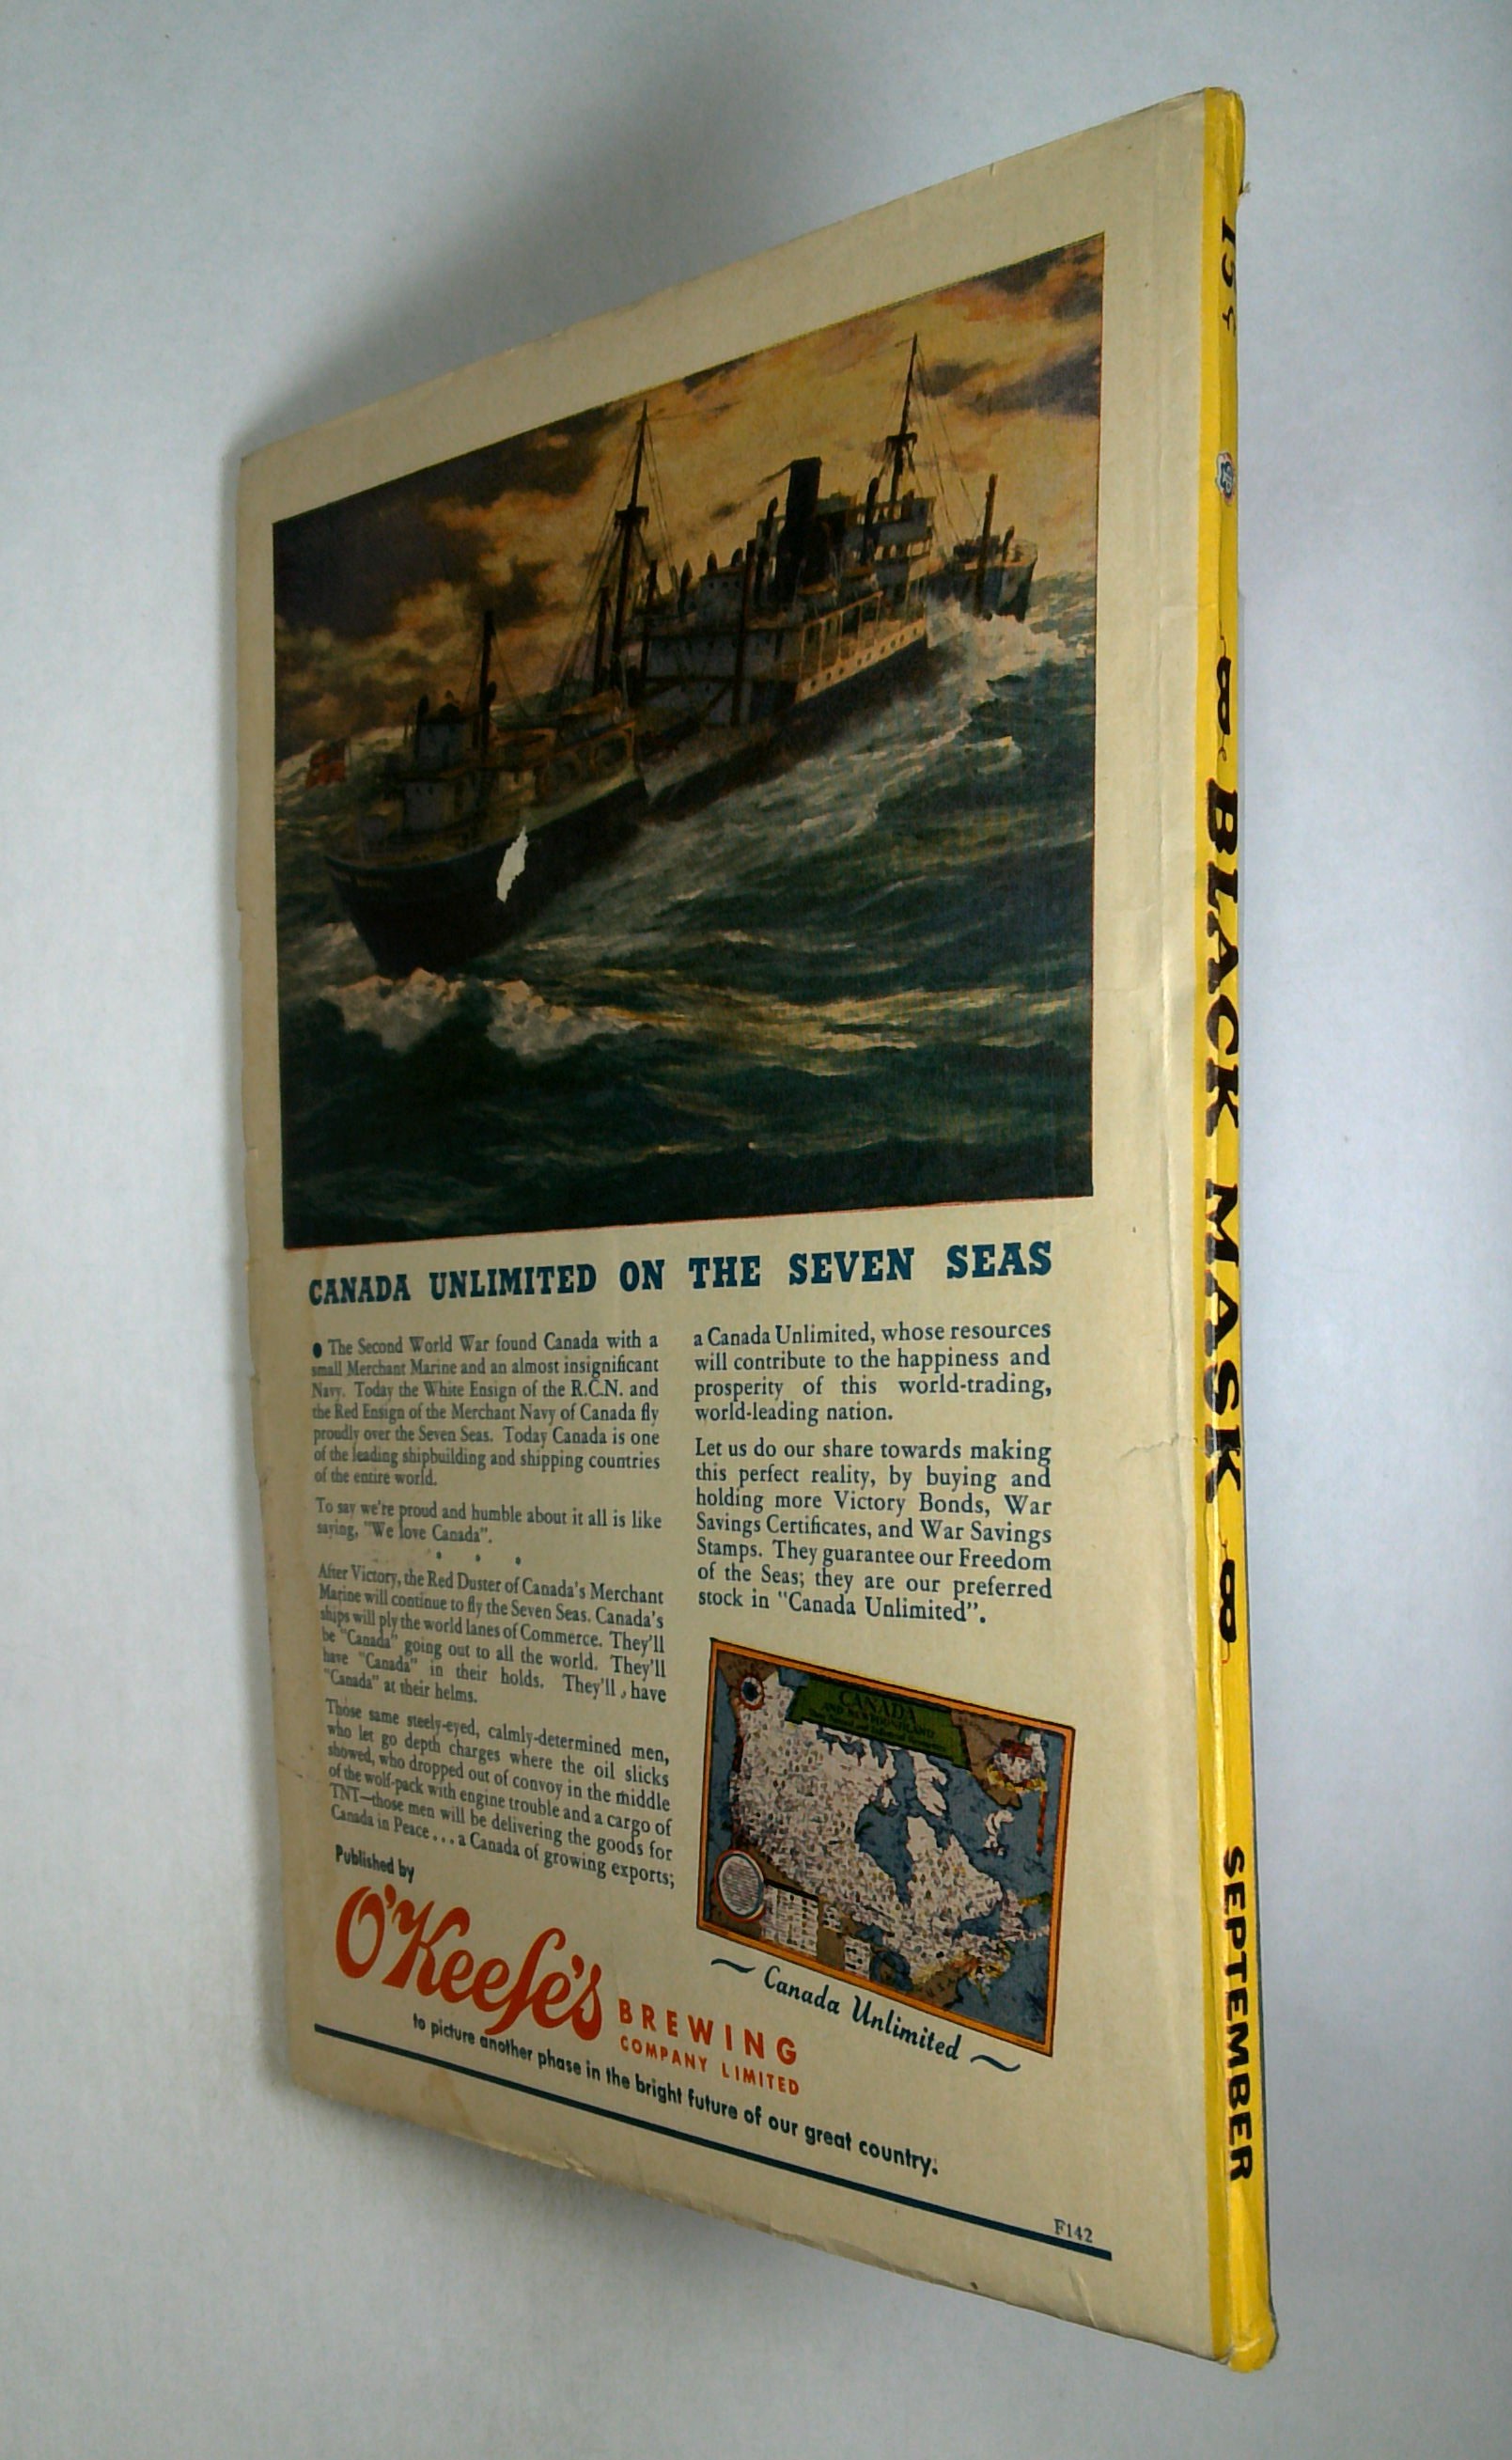 CANADA UNLIMITED ON THE SEVEN SEAS
● The Second World War found Canada with a
small Merchant Marine and an almost insignificant
Navy. Today the White Ensign of the R.C.N. and
the Red Ensign of the Merchant Navy of Canada fly
proudly over the Seven Seas. Today Canada is one
of the leading shipbuilding and shipping countries
of the entire world.
To say we're proud and humble about it all is like
saying, "We love Canada".
• • •
After Victory, the Red Duster of Canada's Merchant
Marine will continue to fly the Seven Seas. Canada's
ships will ply the world lanes of Commerce. They'll
be "Canada" going out to all the world. They'll
have "Canada" in their holds. They'll have
"Canada" at their helms.
Those same steely-eyed, calmly-determined men,
who let go depth charges where the oil slicks
showed, who dropped out of convoy in the middle
of the wolf-pack with engine trouble and a cargo of
TNT—those men will be delivering the goods for
Canada in Peace... a Canada of growing exports;
a Canada Unlimited, whose resources
will contribute to the happiness and
prosperity of this world-trading,
world-leading nation.
Let us do our share towards making
this perfect reality, by buying and
holding more Victory Bonds, War
Savings Certificates, and War Savings
Stamps. They guarantee our Freedom
of the Seas; they are our preferred
stock in "Canada Unlimited".
CANADA
AND NEWFOUNDLAND
Canada Unlimited
Published by
O'Keefe's
BREWING
COMPANY LIMITED
to picture another phase in the bright future of our great country.
F142
15¢
BLACK MASK
SEPTEMBER